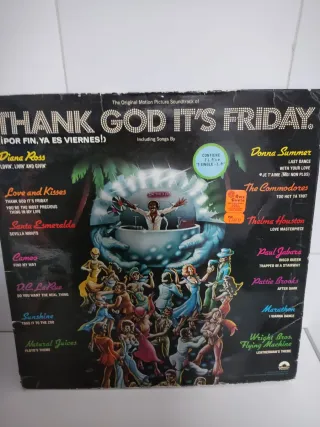 The Original Motion Picture Soundtrack of
THANK GOD IT'S FRIDAY.
(¡POR FIN, YA ES VIERNES!)
Including Songs By
Diana Ross
LOVIN', LIVIN' AND GIVIN'
Love and Kisses
THANK GOD IT'S FRIDAY
YOU'RE THE MOST PRECIOUS
THING IN MY LIFE
Santa Esmeralda
SEVILLA NIGHTS
Cameo
FIND MY WAY
D.C. LaRue
DO YOU WANT THE REAL THING
Sunshine
TAKE IT TO THE ZOO
Natural Juices
FLOYD'S THEME
CONTIENE
Donna Summer
LAST DANCE
WITH YOUR LOVE
JE T'AIME (MOI NON PLUS)
The Commodores
TOO HOT TA TROT
Thelma Houston
LOVE MASTERPIECE
Paul Jabara
DISCO QUEEN
TRAPPED IN A STAIRWAY
Pattie Brooks
AFTER DARK
Marathon
I WANNA DANCE
Wright Bros.
Flying Machine
LEATHERMAN'S THEME